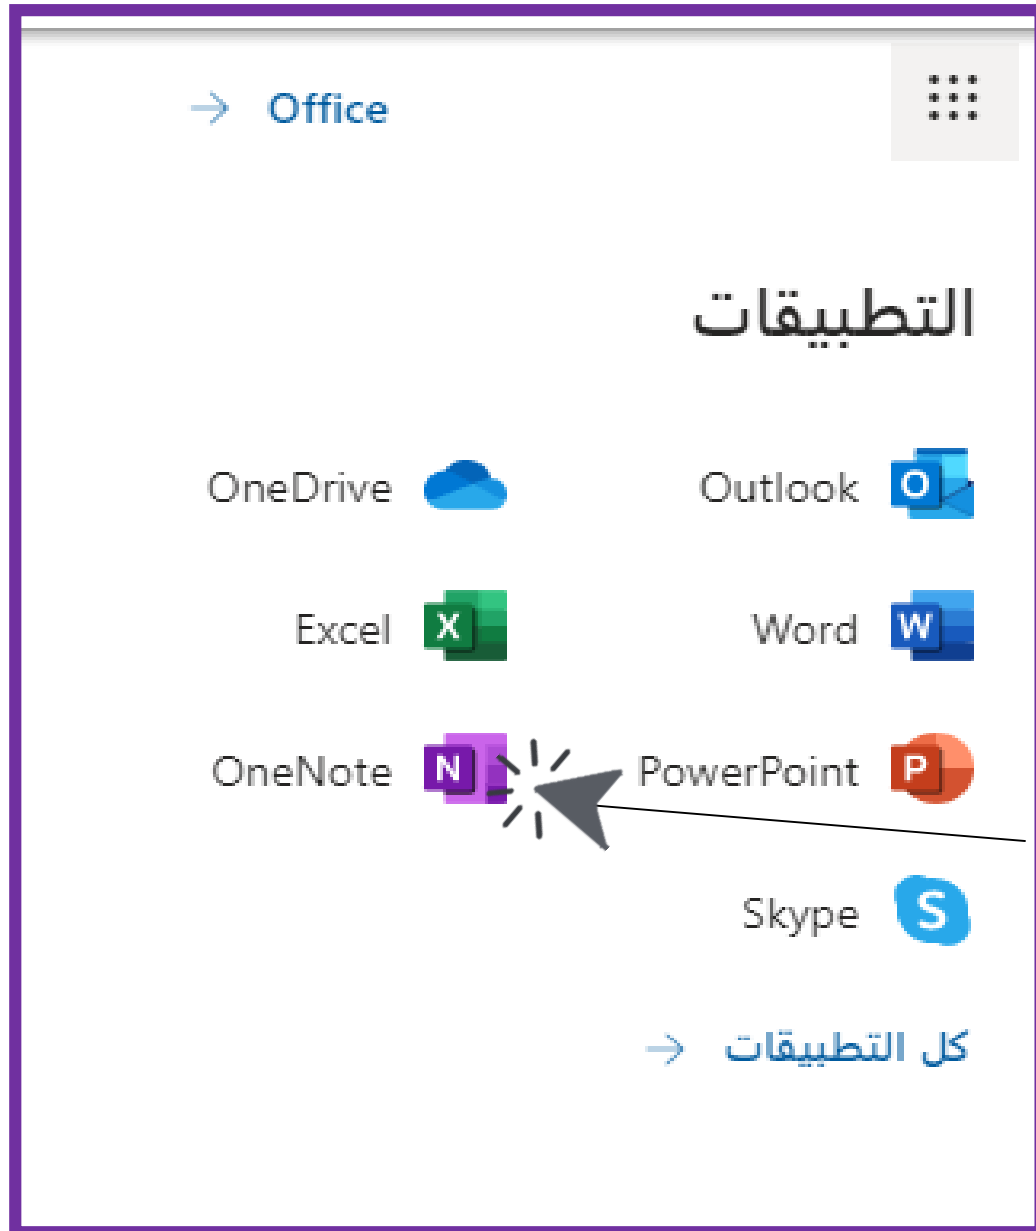 Office →
التطبيقات
Outlook
OneDrive
Word
Excel
PowerPoint
OneNote
Skype
كل التطبيقات →